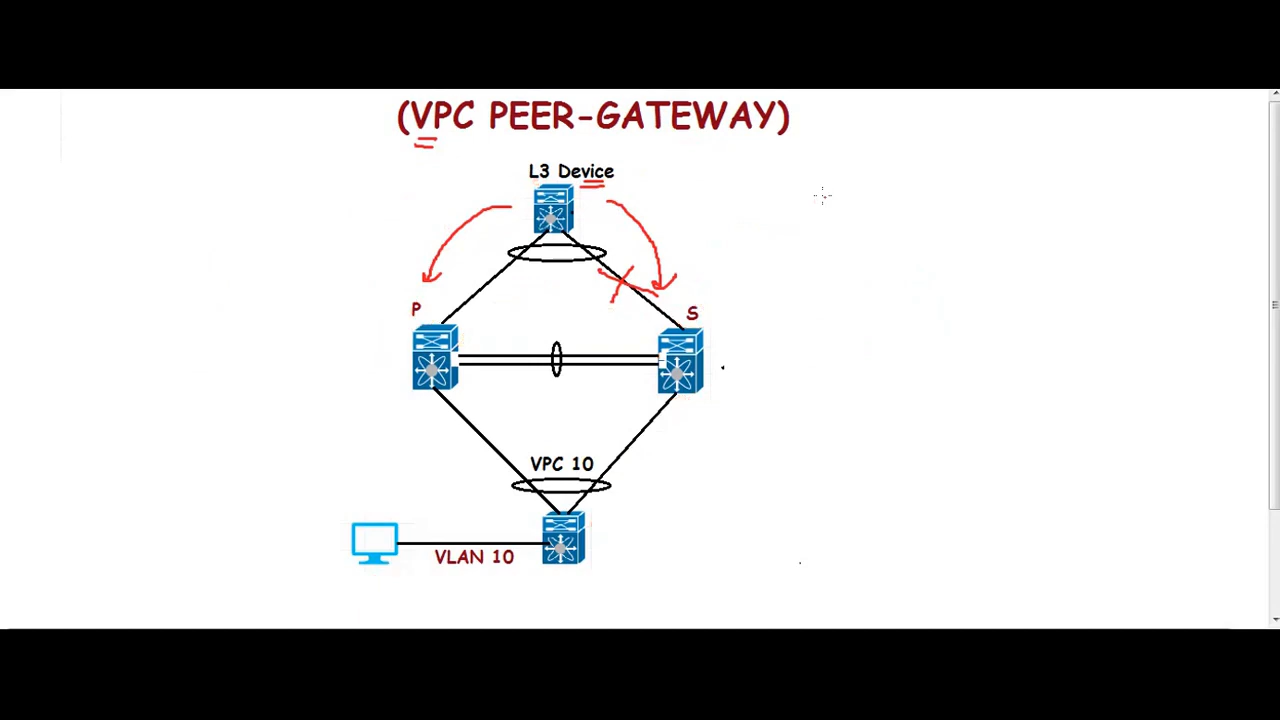 (VPC PEER-GATEWAY)
L3 Device
P
S
VPC 10
VLAN 10